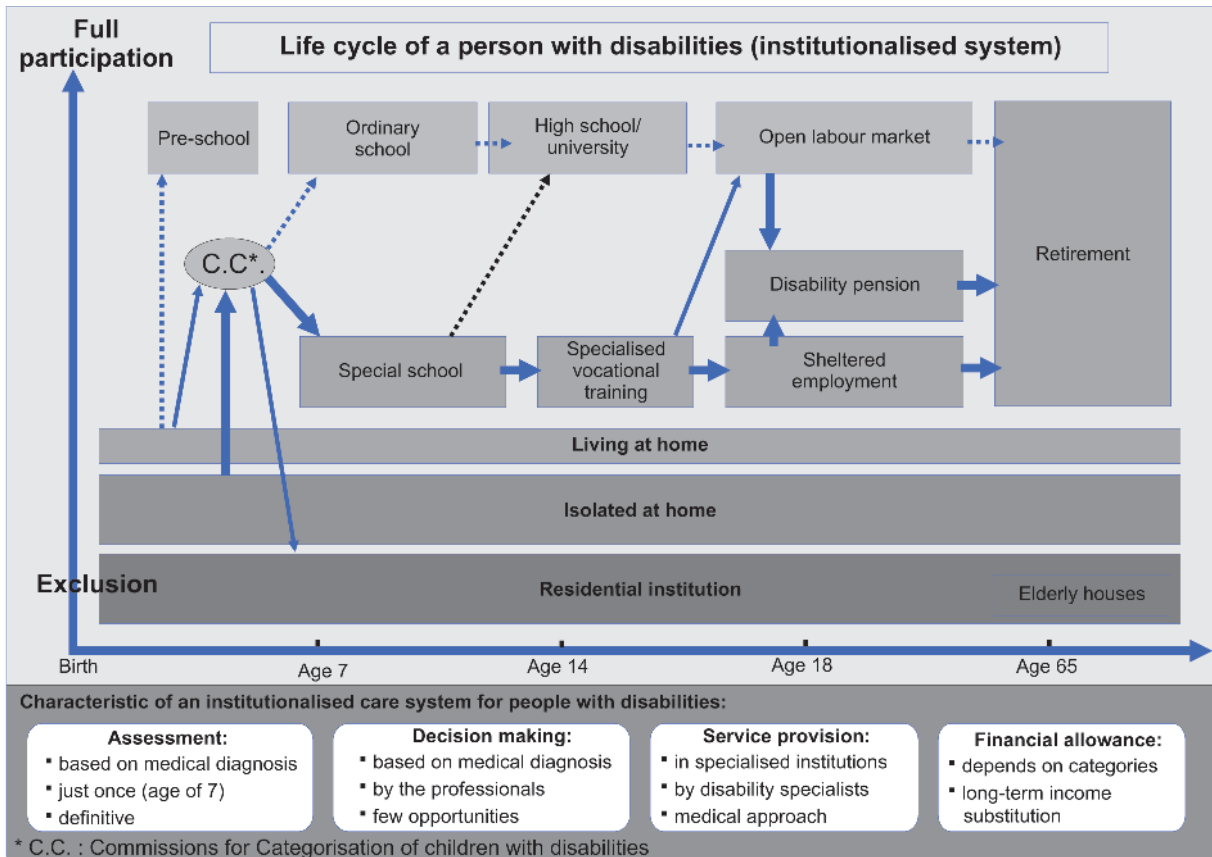 Full
participation
Life cycle of a person with disabilities (institutionalised system)
Pre-school
Ordinary
school
High school/
university
Open labour market
C.C*.
Retirement
Disability pension
Special school
Specialised
vocational
training
Sheltered
employment
Living at home
Isolated at home
Exclusion
Residential institution
Elderly houses
Birth
Age 7
Age 14
Age 18
Age 65
Characteristic of an institutionalised care system for people with disabilities:
Assessment:
▪ based on medical diagnosis
▪ just once (age of 7)
▪ definitive
Decision making:
▪ based on medical diagnosis
▪ by the professionals
▪ few opportunities
Service provision:
▪ in specialised institutions
▪ by disability specialists
▪ medical approach
Financial allowance:
▪ depends on categories
▪ long-term income
substitution
* C.C. : Commissions for Categorisation of children with disabilities